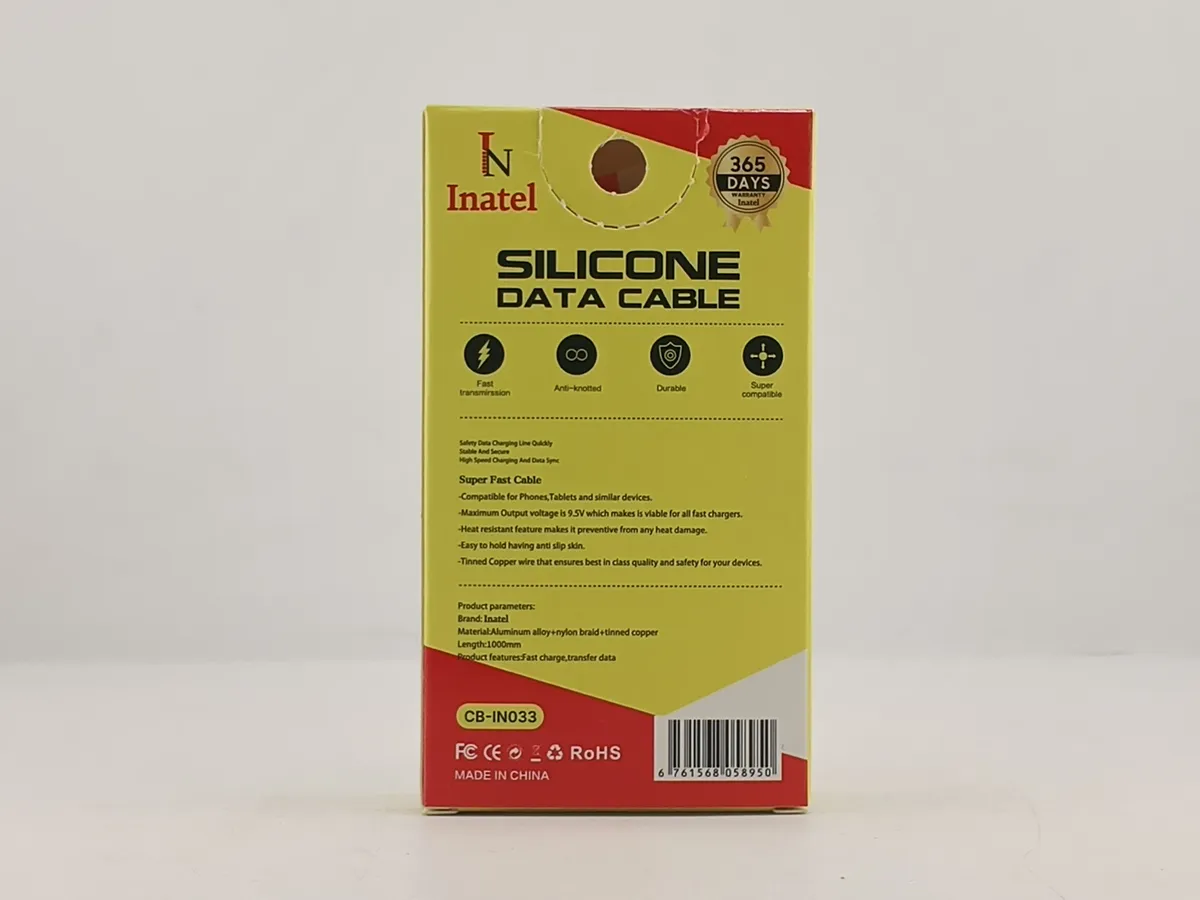 IN
Inatel
365
DAYS
WARRANTY
Inatel
SILICONE
DATA CABLE
Fast
transmirssion
Anti-knotted
Durable
Super
compatible
Safety Data Charging Line Quickly
Stable And Secure
High Speed Charging And Data Sync
Super Fast Cable
-Compatible for Phones,Tablets and similar devices.
-Maximum Output voltage is 9.5V which makes is viable for all fast chargers.
-Heat resistant feature makes it preventive from any heat damage.
-Easy to hold having anti slip skin.
-Tinned Copper wire that ensures best in class quality and safety for your devices.
Product parameters:
Brand: Inatel
Material:Aluminum alloy+nylon braid+tinned copper
Length:1000mm
Product features:Fast charge,transfer data
CB-IN033
FC CE RoHS
MADE IN CHINA
6 761568 058950